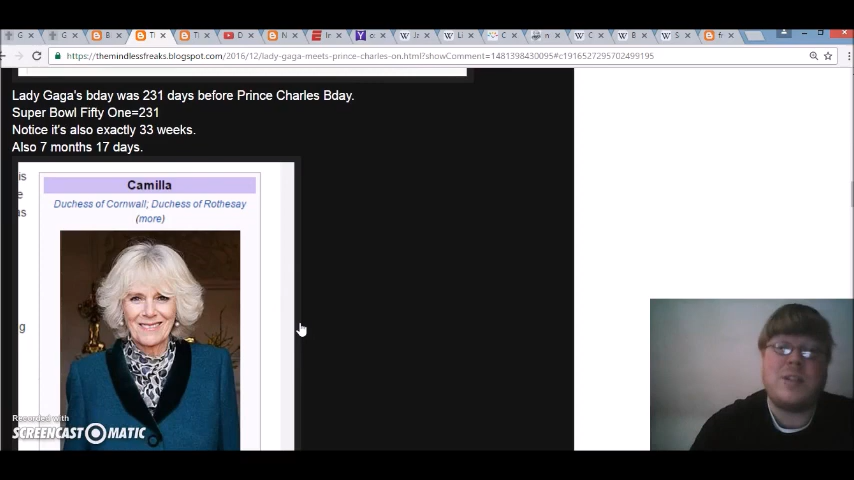 https://themindlessfreaks.blogspot.com/2016/12/lady-gaga-meets-prince-charles-on.html?showComment=1481398430095#c1916527295702499195
Lady Gaga's bday was 231 days before Prince Charles Bday.
Super Bowl Fifty One=231
Notice it's also exactly 33 weeks.
Also 7 months 17 days.
is
Camilla
Duchess of Cornwall; Duchess of Rothesay
as
(more)
g
Recorded with
SCREENCAST MATIC